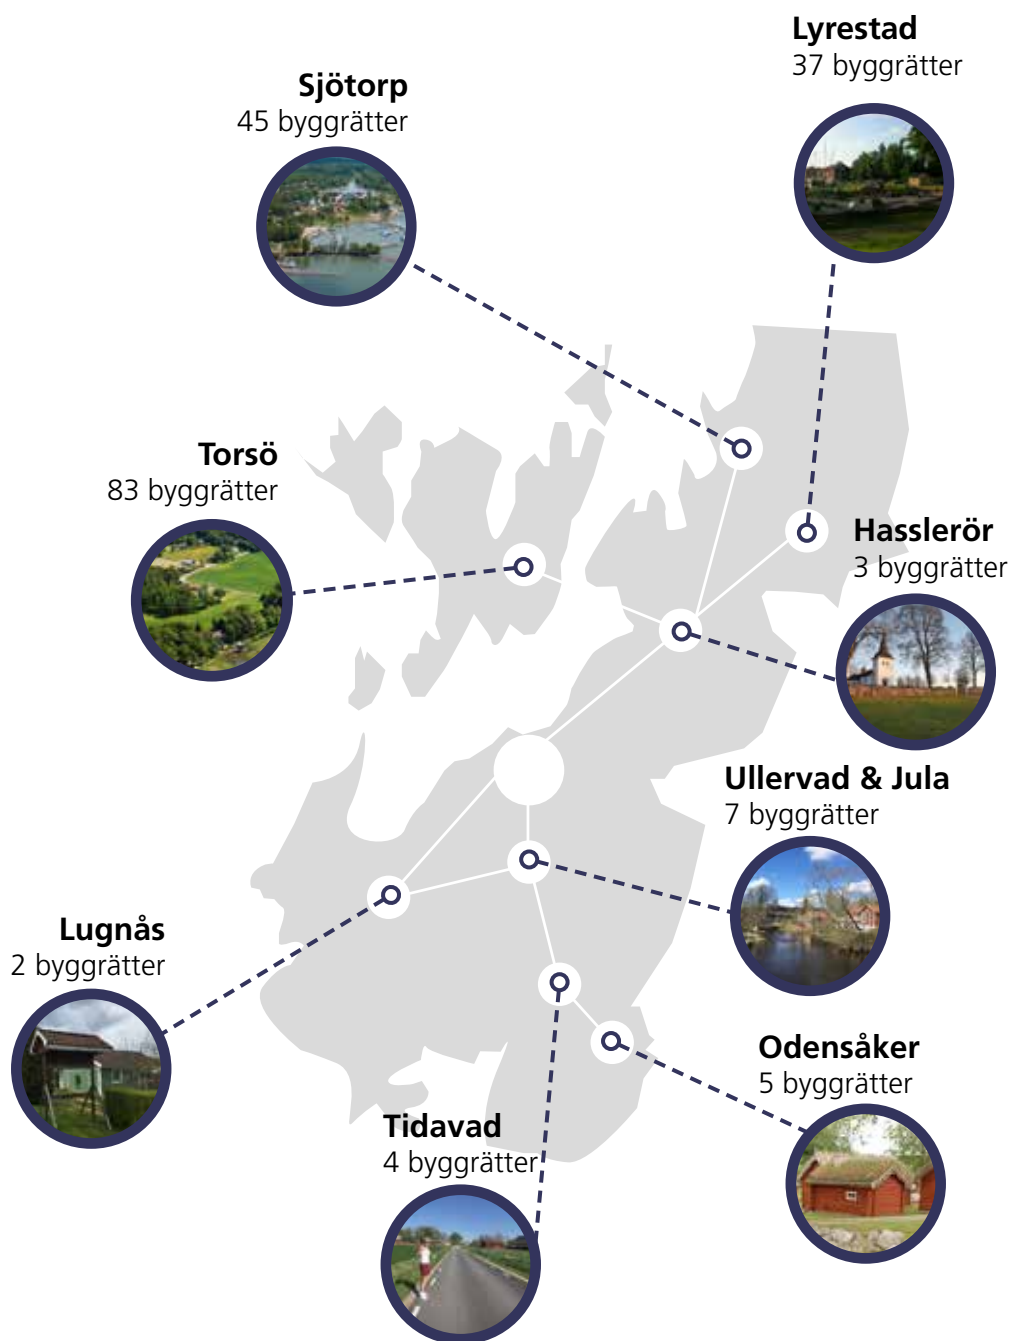 Lyrestad
37 byggrätter
Sjötorp
45 byggrätter
Torsö
83 byggrätter
Hasslerör
3 byggrätter
Ullervad & Jula
7 byggrätter
Lugnås
2 byggrätter
Odensåker
5 byggrätter
Tidavad
4 byggrätter